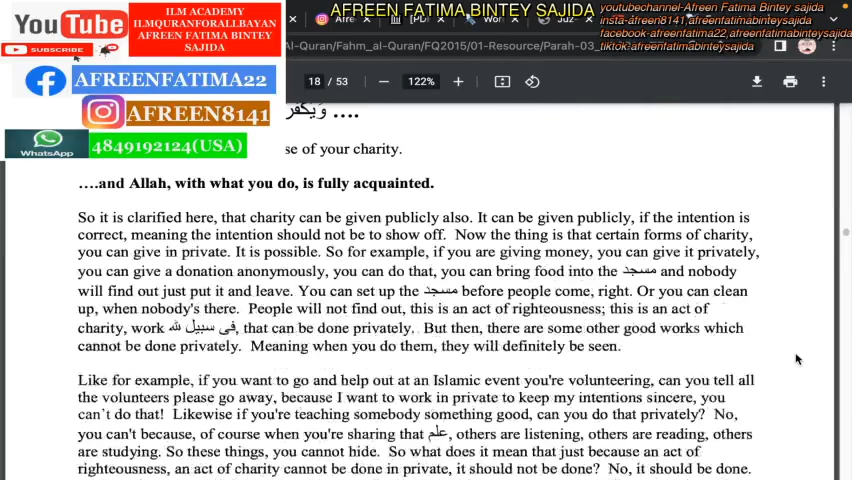 AFREEN FATIMA BINTEY SAJIDA
youtubechannel-Afreen Fatima Bintey sajida
insta-afreen8141,afreenfatimabinteysajida
facebook-afreenfatima22,afreenfatimabinteysajida
tiktok:afreenfatimabinteysajida
YouTube
SUBSCRIBE
ILM ACADEMY
ILMQURANFORALLBAYAN
AFREEN FATIMA BINTEY
SAJIDA
AFREENFATIMA22
AFREEN8141
WhatsApp
4849192124(USA)
Al-Quran/Fahm_al-Quran/FQ2015/01-Resource/Parah-03_
18 / 53
122%
se of your charity.
….and Allah, with what you do, is fully acquainted.
So it is clarified here, that charity can be given publicly also. It can be given publicly, if the intention is
correct, meaning the intention should not be to show off. Now the thing is that certain forms of charity,
you can give in private. It is possible. So for example, if you are giving money, you can give it privately,
you can give a donation anonymously, you can do that, you can bring food into the مسجد and nobody
will find out just put it and leave. You can set up the مسجد before people come, right. Or you can clean
up, when nobody's there. People will not find out, this is an act of righteousness; this is an act of
charity, work فى سبيل لله, that can be done privately. But then, there are some other good works which
cannot be done privately. Meaning when you do them, they will definitely be seen.
Like for example, if you want to go and help out at an Islamic event you're volunteering, can you tell all
the volunteers please go away, because I want to work in private to keep my intentions sincere, you
can't do that! Likewise if you're teaching somebody something good, can you do that privately? No,
you can't because, of course when you're sharing that علم, others are listening, others are reading, others
are studying. So these things, you cannot hide. So what does it mean that just because an act of
righteousness, an act of charity cannot be done in private, it should not be done? No, it should be done.